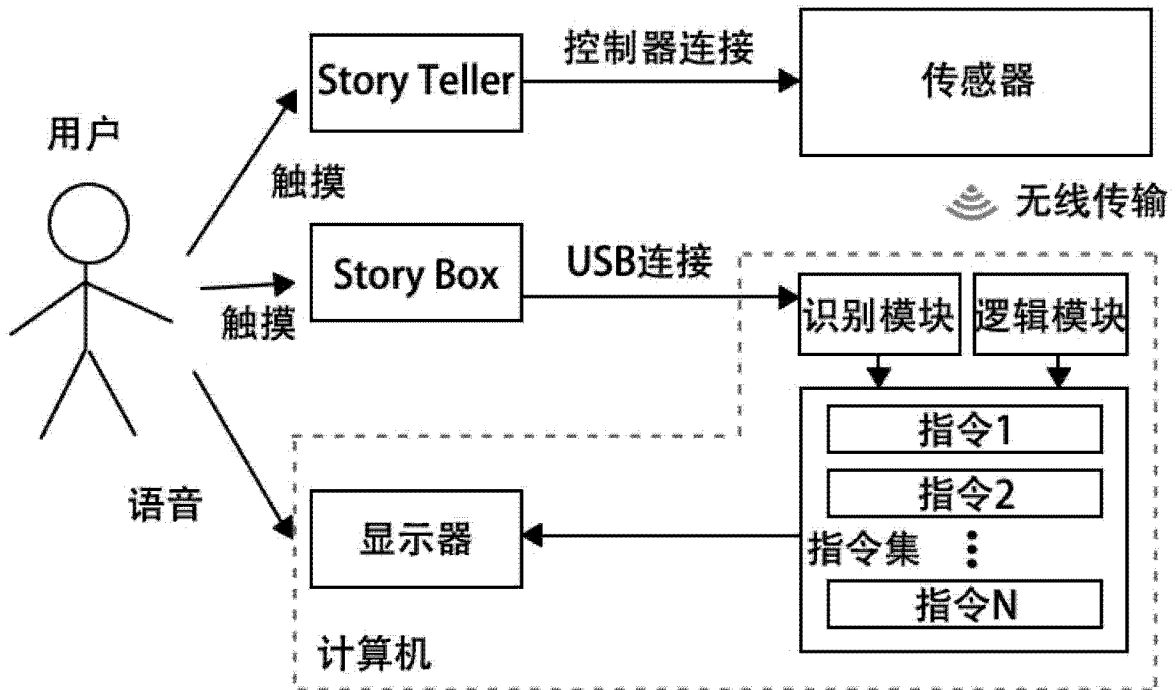 用户
Story Teller
控制器连接
传感器
触摸
无线传输
Story Box
USB连接
触摸
识别模块
逻辑模块
指令1
指令2
指令集
指令N
语音
显示器
计算机